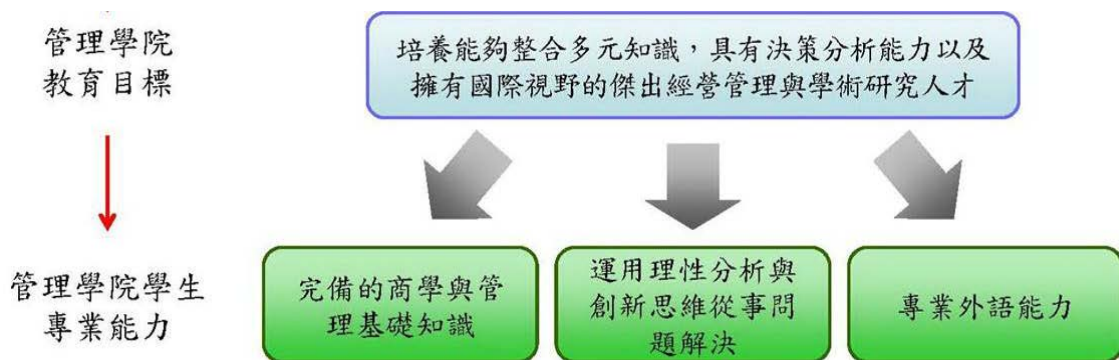 管理學院
教育目標
培養能夠整合多元知識，具有決策分析能力以及
擁有國際視野的傑出經營管理與學術研究人才
管理學院學生
專業能力
完備的商學與管
理基礎知識
運用理性分析與
創新思維從事問
題解決
專業外語能力